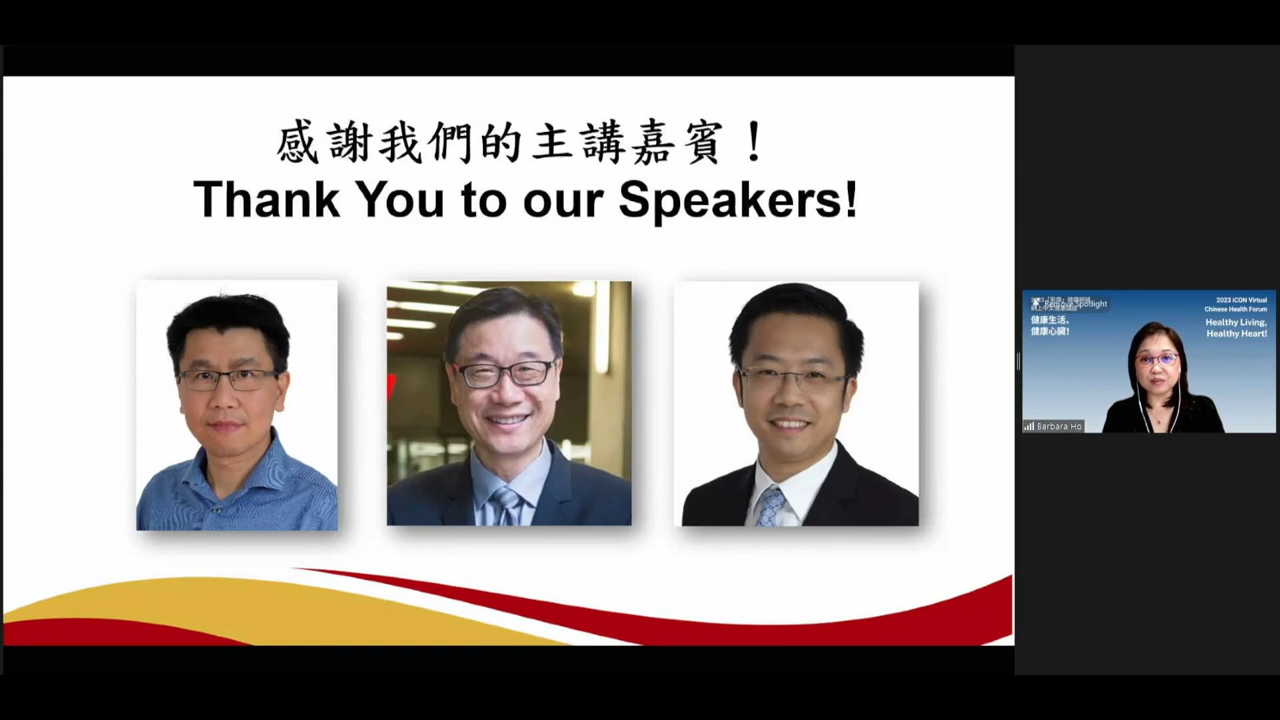 感謝我們的主講嘉賓！
Thank You to our Speakers!
2023 iCON Virtual
Chinese Health Forum
Healthy Living,
Healthy Heart!
健康生活、
健康心臟!
Barbara Ho